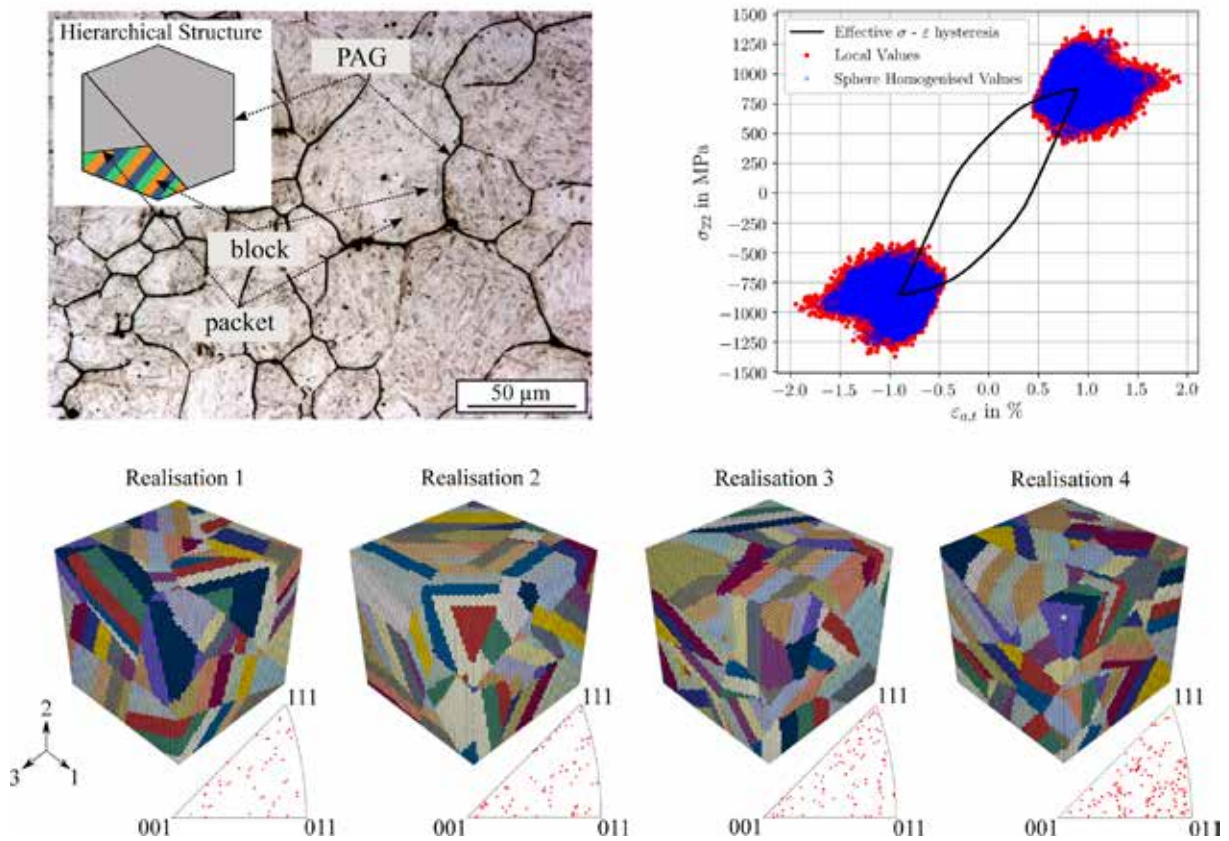 Hierarchical Structure
PAG
block
packet
50 µm
Effective σ - ε hysteresis
Local Values
Sphere Homogenised Values
1500
1250
1000
750
500
250
0
−250
−500
−750
−1000
−1250
−1500
σ22 in MPa
−2.0 −1.5 −1.0 −0.5 0.0 0.5 1.0 1.5 2.0
εa,t in %
Realisation 1 Realisation 2 Realisation 3 Realisation 4
2
3 1
111 111 111 111
001 011 001 011 001 011 001 011